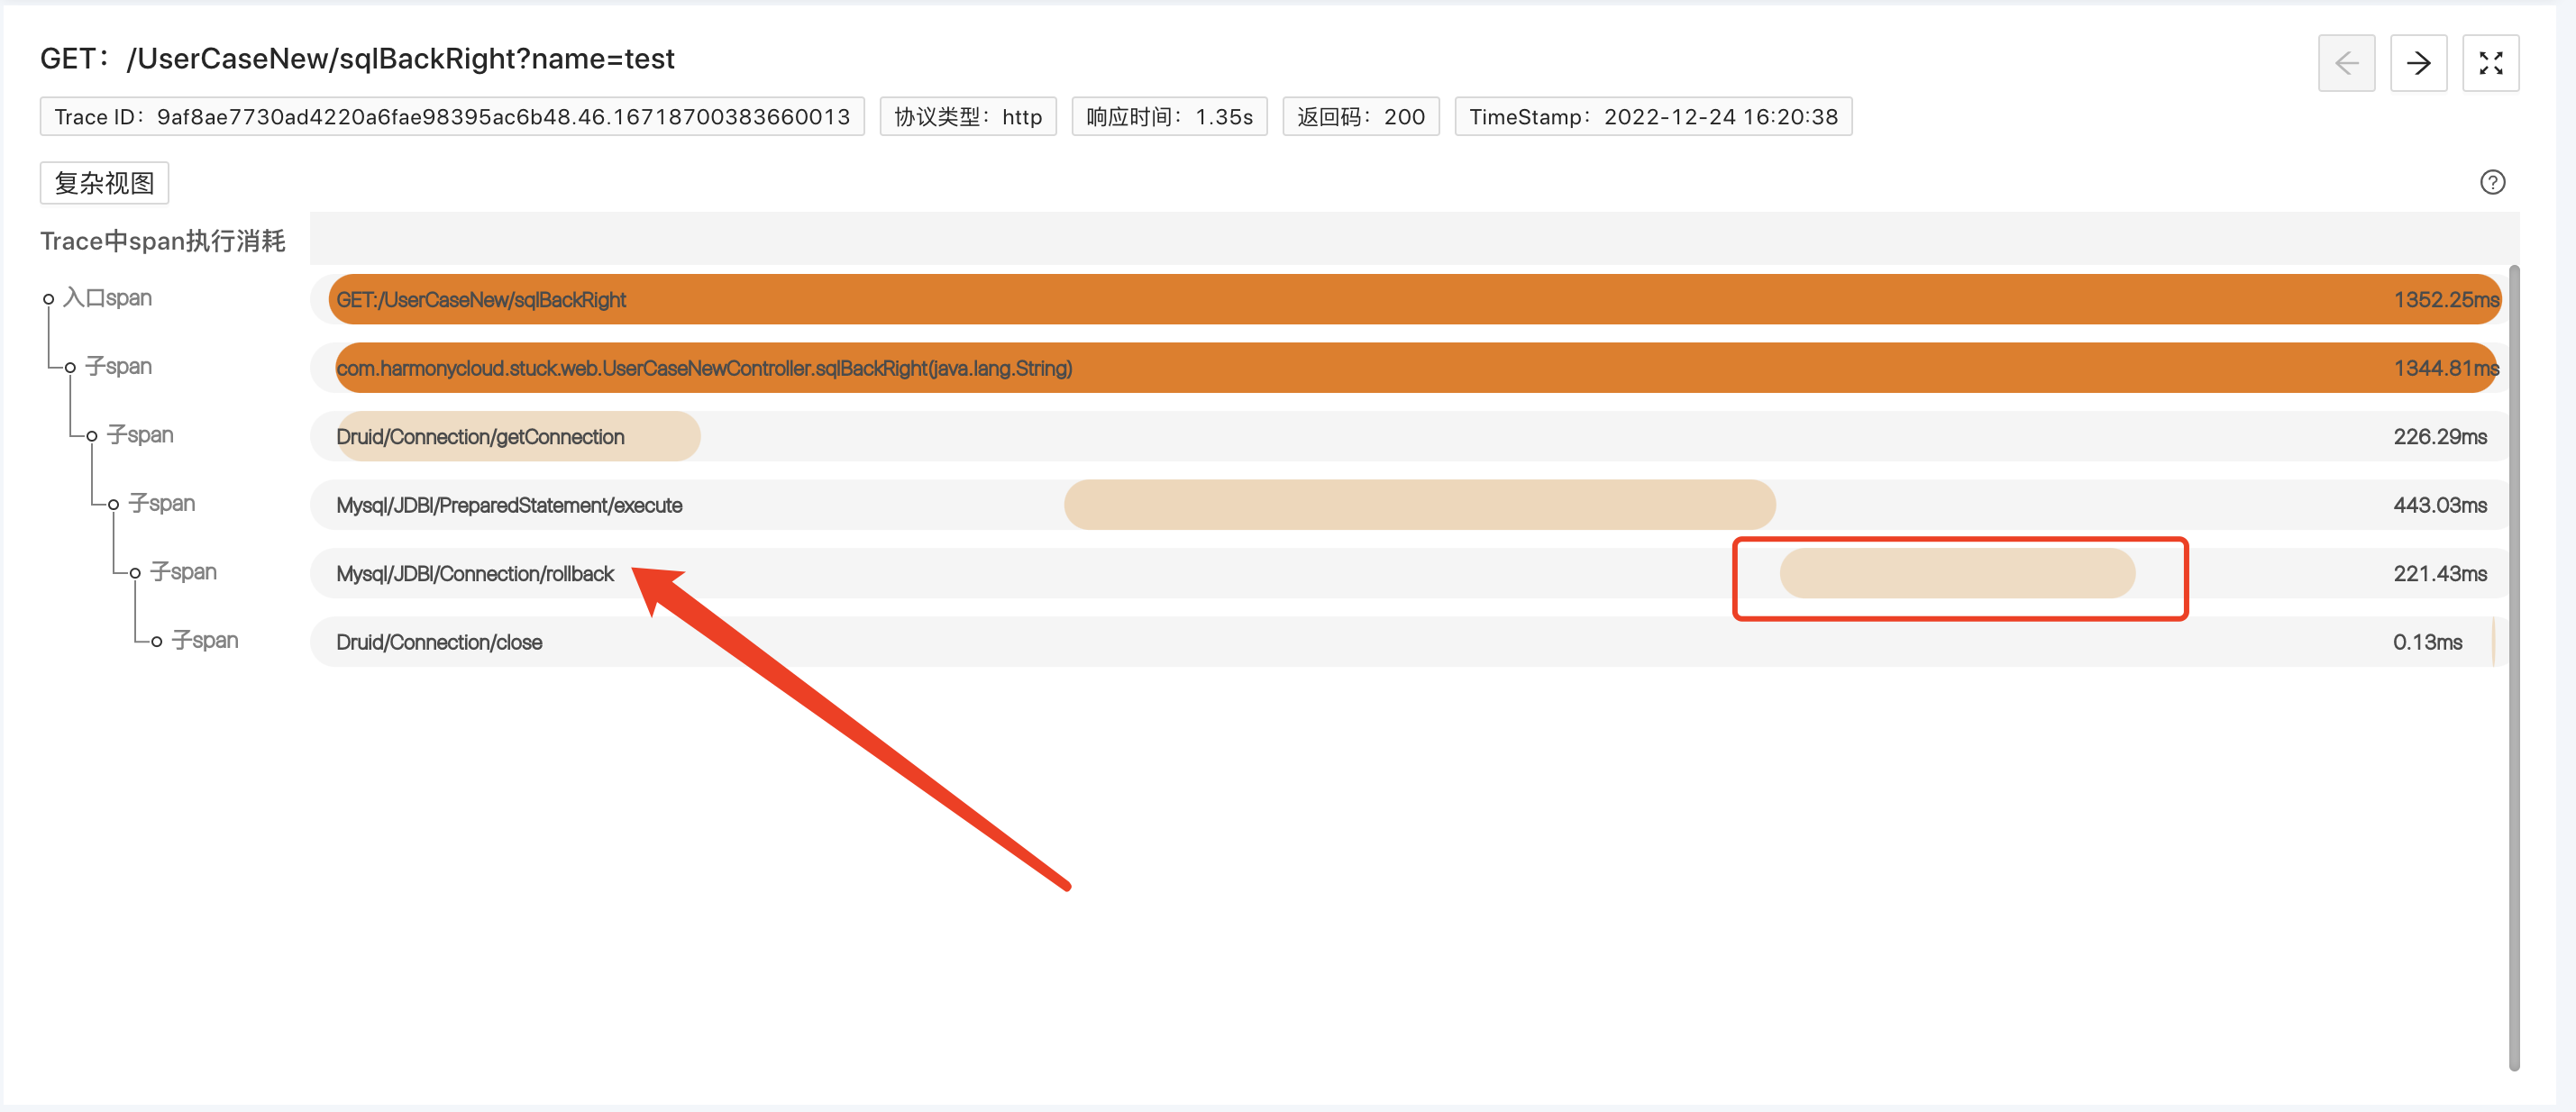 GET：/UserCaseNew/sqlBackRight?name=test
Trace ID：9af8ae7730ad4220a6fae98395ac6b48.46.16718700383660013 协议类型：http 响应时间：1.35s 返回码：200 TimeStamp：2022-12-24 16:20:38
复杂视图
Trace中span执行消耗
入口span GET:/UserCaseNew/sqlBackRight 1352.25ms
子span com.harmonycloud.stuck.web.UserCaseNewController.sqlBackRight(java.lang.String) 1344.81ms
子span Druid/Connection/getConnection 226.29ms
子span Mysql/JDBI/PreparedStatement/execute 443.03ms
子span Mysql/JDBI/Connection/rollback 221.43ms
子span Druid/Connection/close 0.13ms